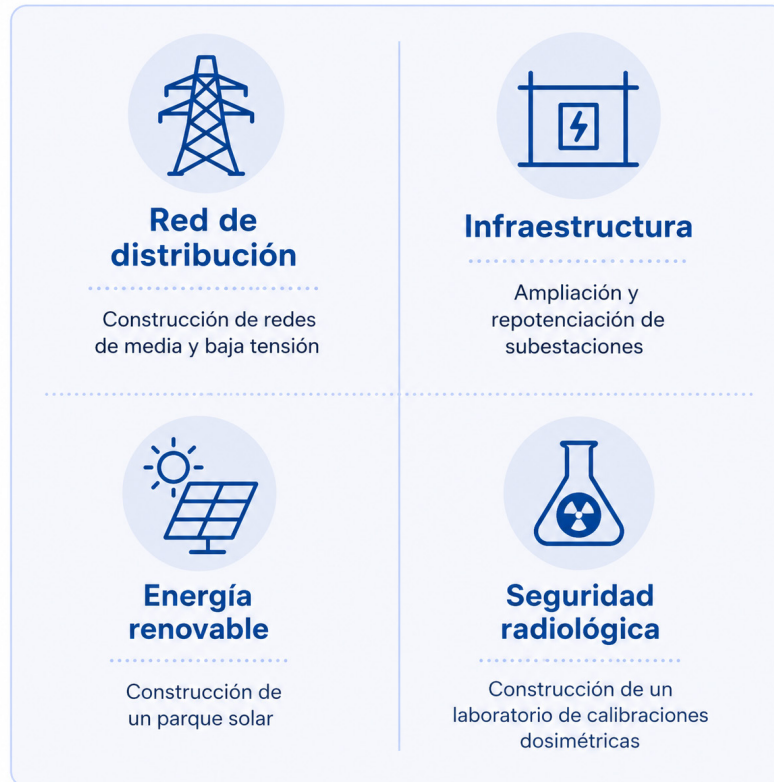 Red de
distribución
Construcción de redes
de media y baja tensión
Infraestructura
Ampliación y
repotenciación de
subestaciones
Energía
renovable
Construcción de
un parque solar
Seguridad
radiológica
Construcción de un
laboratorio de calibraciones
dosimétricas